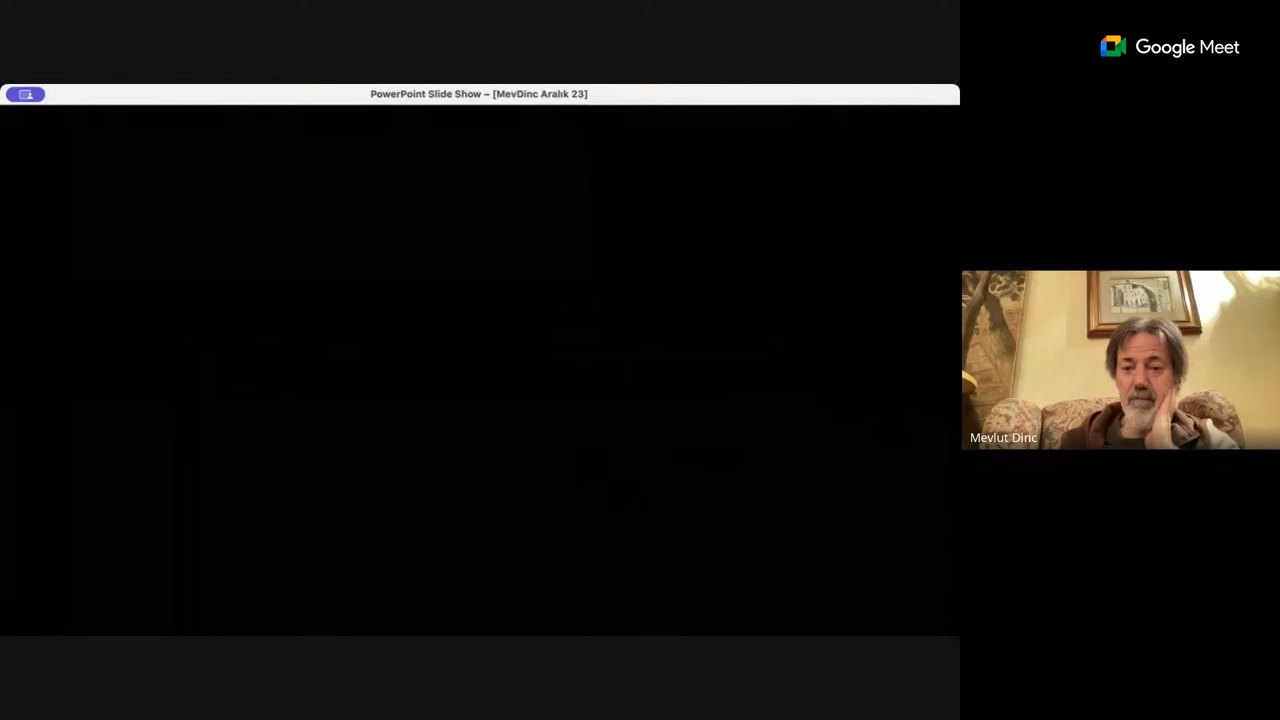 Google Meet
PowerPoint Slide Show – [MevDinc Aralık 23]
Mevlut Dinc